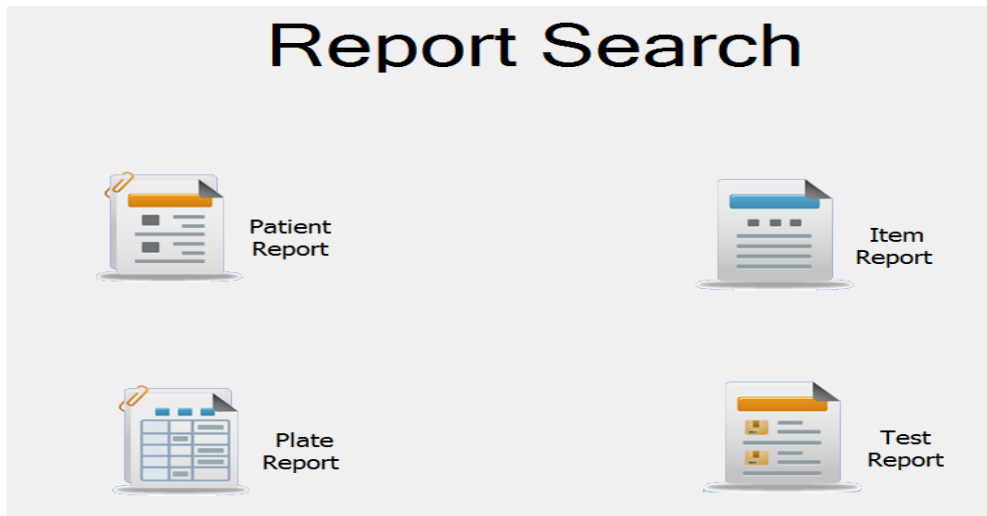 Report Search
Patient
Report
Item
Report
Plate
Report
Test
Report